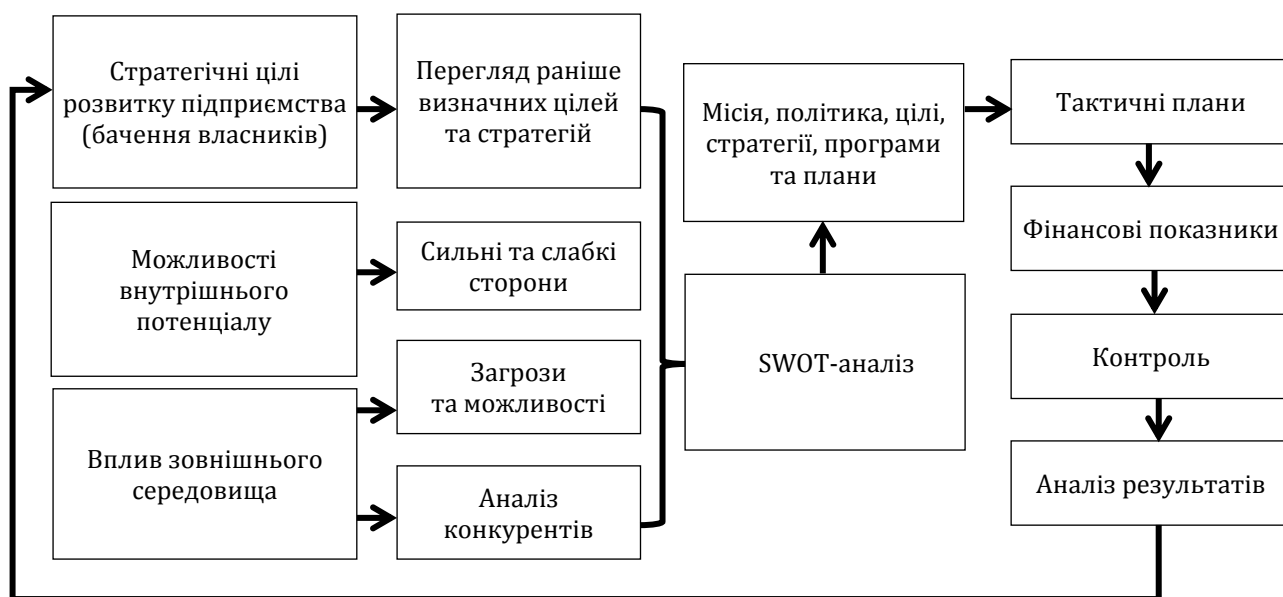 Стратегічні цілі
розвитку підприємства
(бачення власників)
Перегляд раніше
визначних цілей
та стратегій
Місія, політика, цілі,
стратегії, програми
та плани
Тактичні плани
Фінансові показники
Можливості
внутрішнього
потенціалу
Сильні та слабкі
сторони
SWOT-аналіз
Контроль
Загрози
та можливості
Вплив зовнішнього
середовища
Аналіз
конкурентів
Аналіз результатів